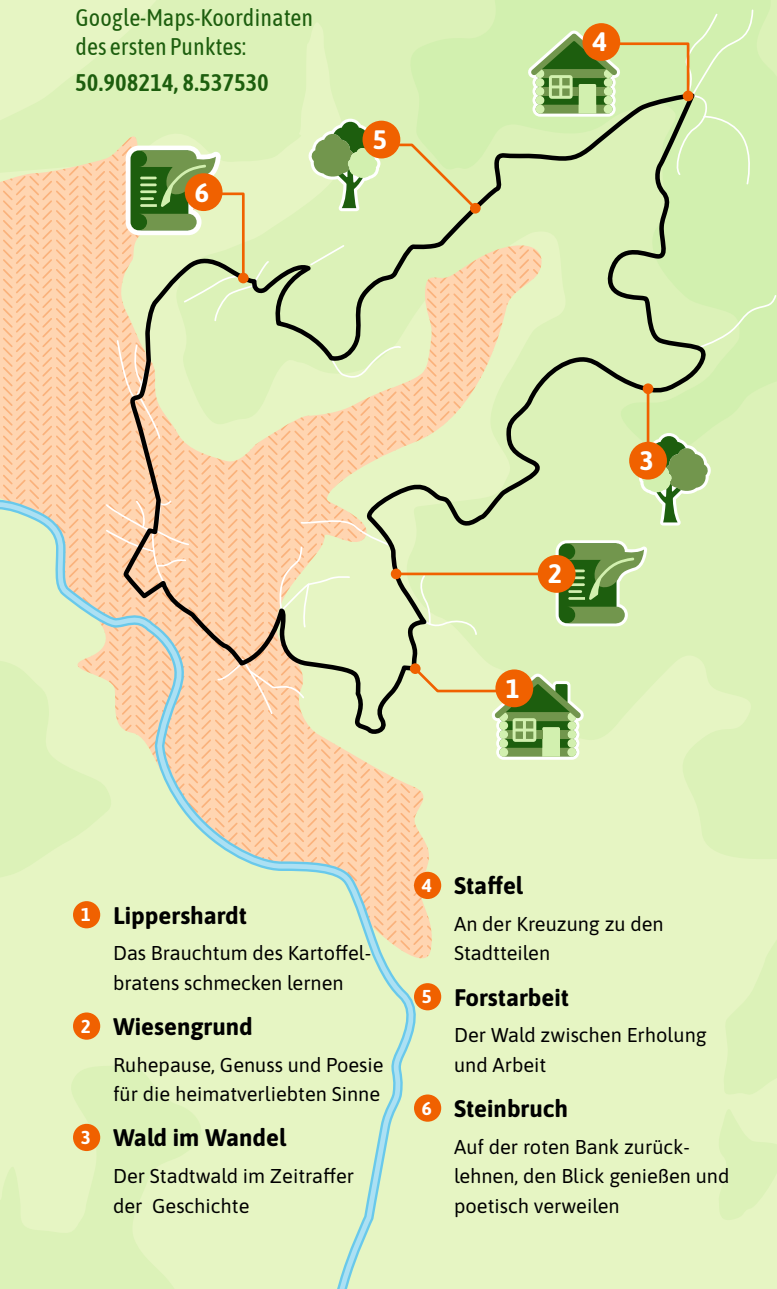 Google-Maps-Koordinaten
des ersten Punktes:
50.908214, 8.537530
4
5
6
3
2
1
1 Lippershardt
Das Brauchtum des Kartoffel-
bratens schmecken lernen
2 Wiesengrund
Ruhepause, Genuss und Poesie
für die heimatverliebten Sinne
3 Wald im Wandel
Der Stadtwald im Zeitraffer
der Geschichte
4 Staffel
An der Kreuzung zu den
Stadtteilen
5 Forstarbeit
Der Wald zwischen Erholung
und Arbeit
6 Steinbruch
Auf der roten Bank zurück-
lehnen, den Blick genießen und
poetisch verweilen